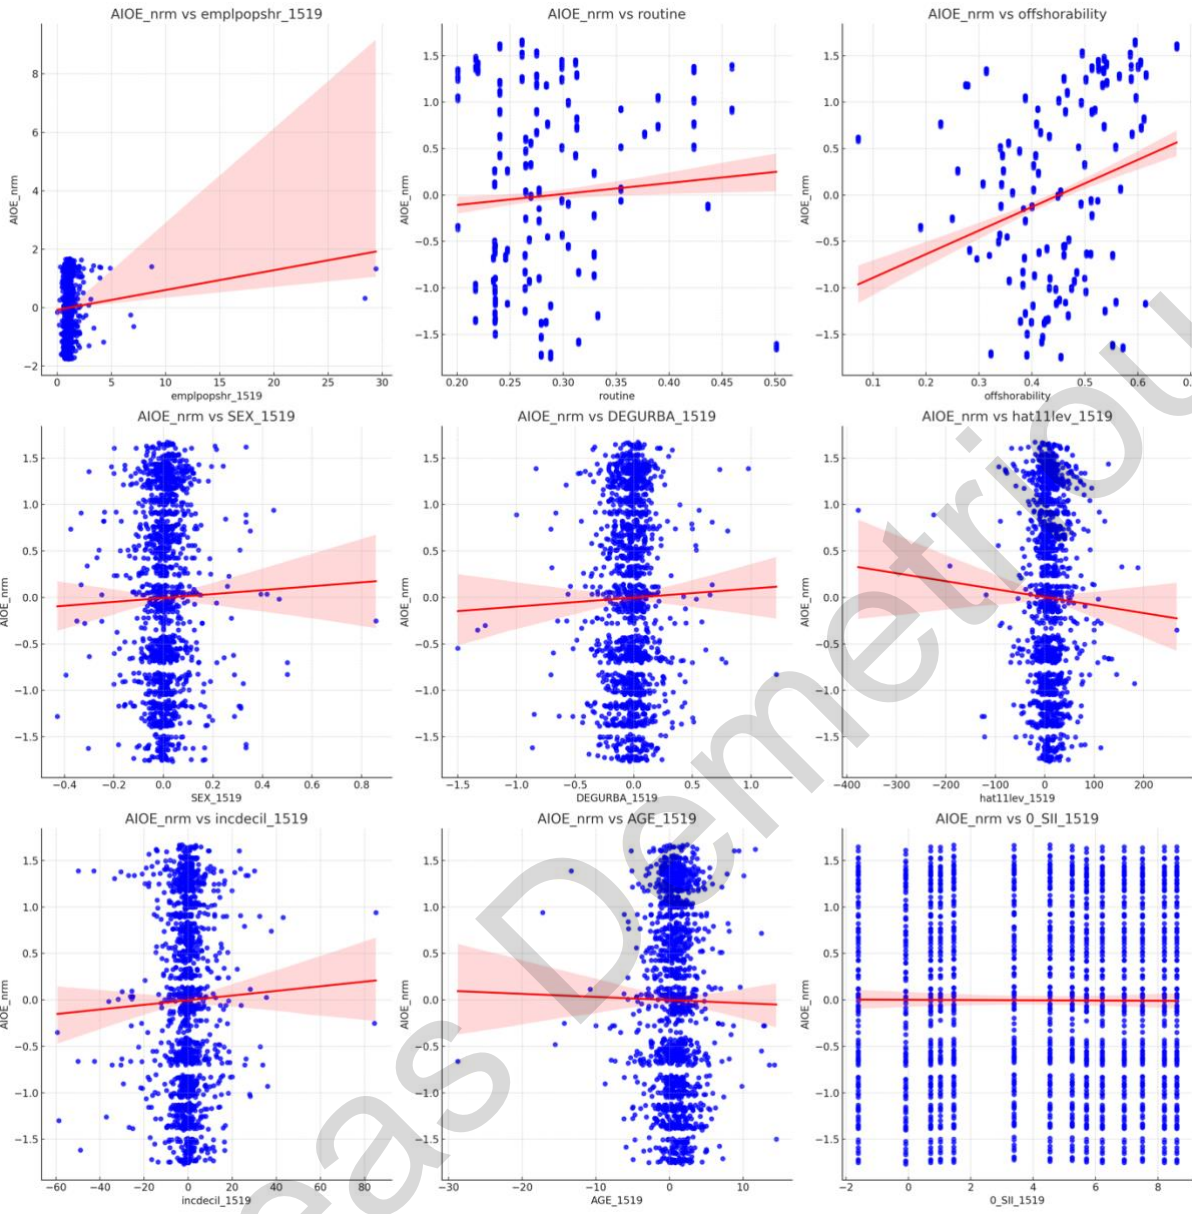 AIOE_nrm vs emplpopshr_1519
AIOE_nrm vs routine
AIOE_nrm vs offshorability
8
6
4
2
0
−2
AIOE_nrm
0 5 10 15 20 25 30
emplpopshr_1519
1.5
1.0
0.5
0.0
−0.5
−1.0
−1.5
AIOE_nrm
0.20 0.25 0.30 0.35 0.40 0.45 0.50
routine
1.5
1.0
0.5
0.0
−0.5
−1.0
−1.5
AIOE_nrm
0.1 0.2 0.3 0.4 0.5 0.6
offshorability
AIOE_nrm vs SEX_1519
AIOE_nrm vs DEGURBA_1519
AIOE_nrm vs hat11lev_1519
1.5
1.0
0.5
0.0
−0.5
−1.0
−1.5
AIOE_nrm
−0.4 −0.2 0.0 0.2 0.4 0.6 0.8
SEX_1519
1.5
1.0
0.5
0.0
−0.5
−1.0
−1.5
AIOE_nrm
−1.5 −1.0 −0.5 0.0 0.5 1.0
DEGURBA_1519
1.5
1.0
0.5
0.0
−0.5
−1.0
−1.5
AIOE_nrm
−400 −300 −200 −100 0 100 200
hat11lev_1519
AIOE_nrm vs incdecil_1519
AIOE_nrm vs AGE_1519
AIOE_nrm vs 0_SII_1519
1.5
1.0
0.5
0.0
−0.5
−1.0
−1.5
AIOE_nrm
−60 −40 −20 0 20 40 60 80
incdecil_1519
1.5
1.0
0.5
0.0
−0.5
−1.0
−1.5
AIOE_nrm
−30 −20 −10 0 10
AGE_1519
1.5
1.0
0.5
0.0
−0.5
−1.0
−1.5
AIOE_nrm
−2 0 2 4 6 8
0_SII_1519
eas Demetriou